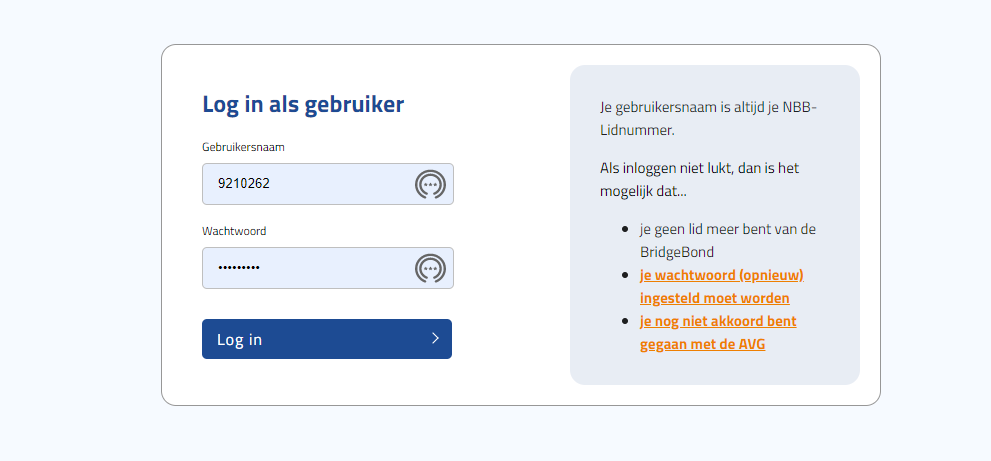 Log in als gebruiker
Gebruikersnaam
9210262
Wachtwoord
•••••••••
Log in
Je gebruikersnaam is altijd je NBB-
Lidnummer.
Als inloggen niet lukt, dan is het
mogelijk dat...
je geen lid meer bent van de
BridgeBond
je wachtwoord (opnieuw)
ingesteld moet worden
je nog niet akkoord bent
gegaan met de AVG